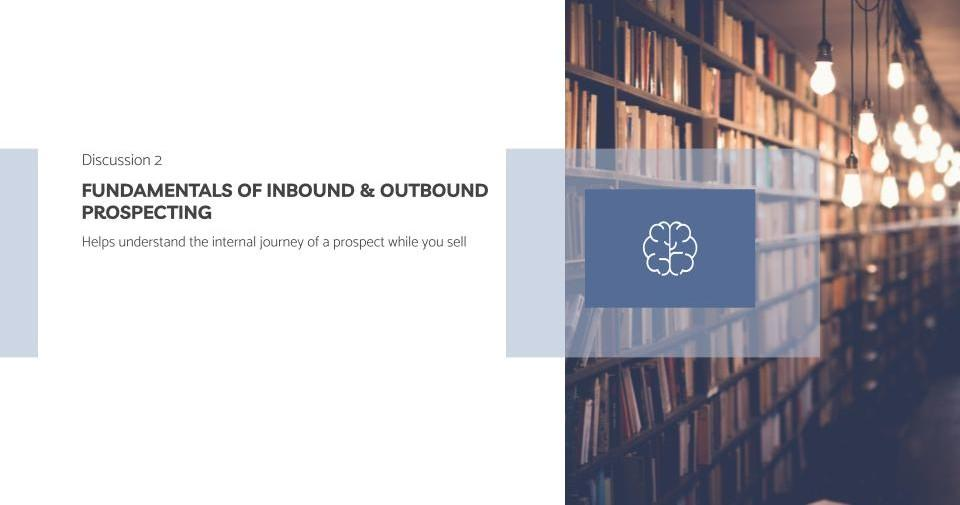 Discussion 2
FUNDAMENTALS OF INBOUND & OUTBOUND
PROSPECTING
Helps understand the internal journey of a prospect while you sell